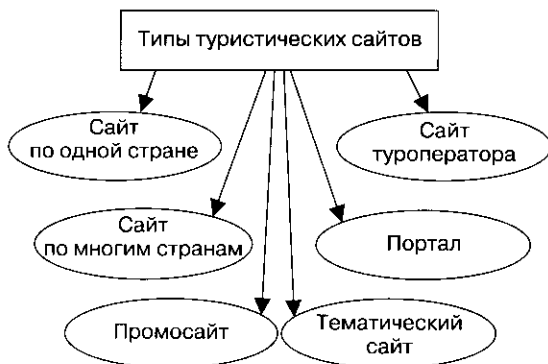 Типы туристических сайтов
Сайт
по одной стране
Сайт
туроператора
Сайт
по многим странам
Портал
Промосайт
Тематический
сайт